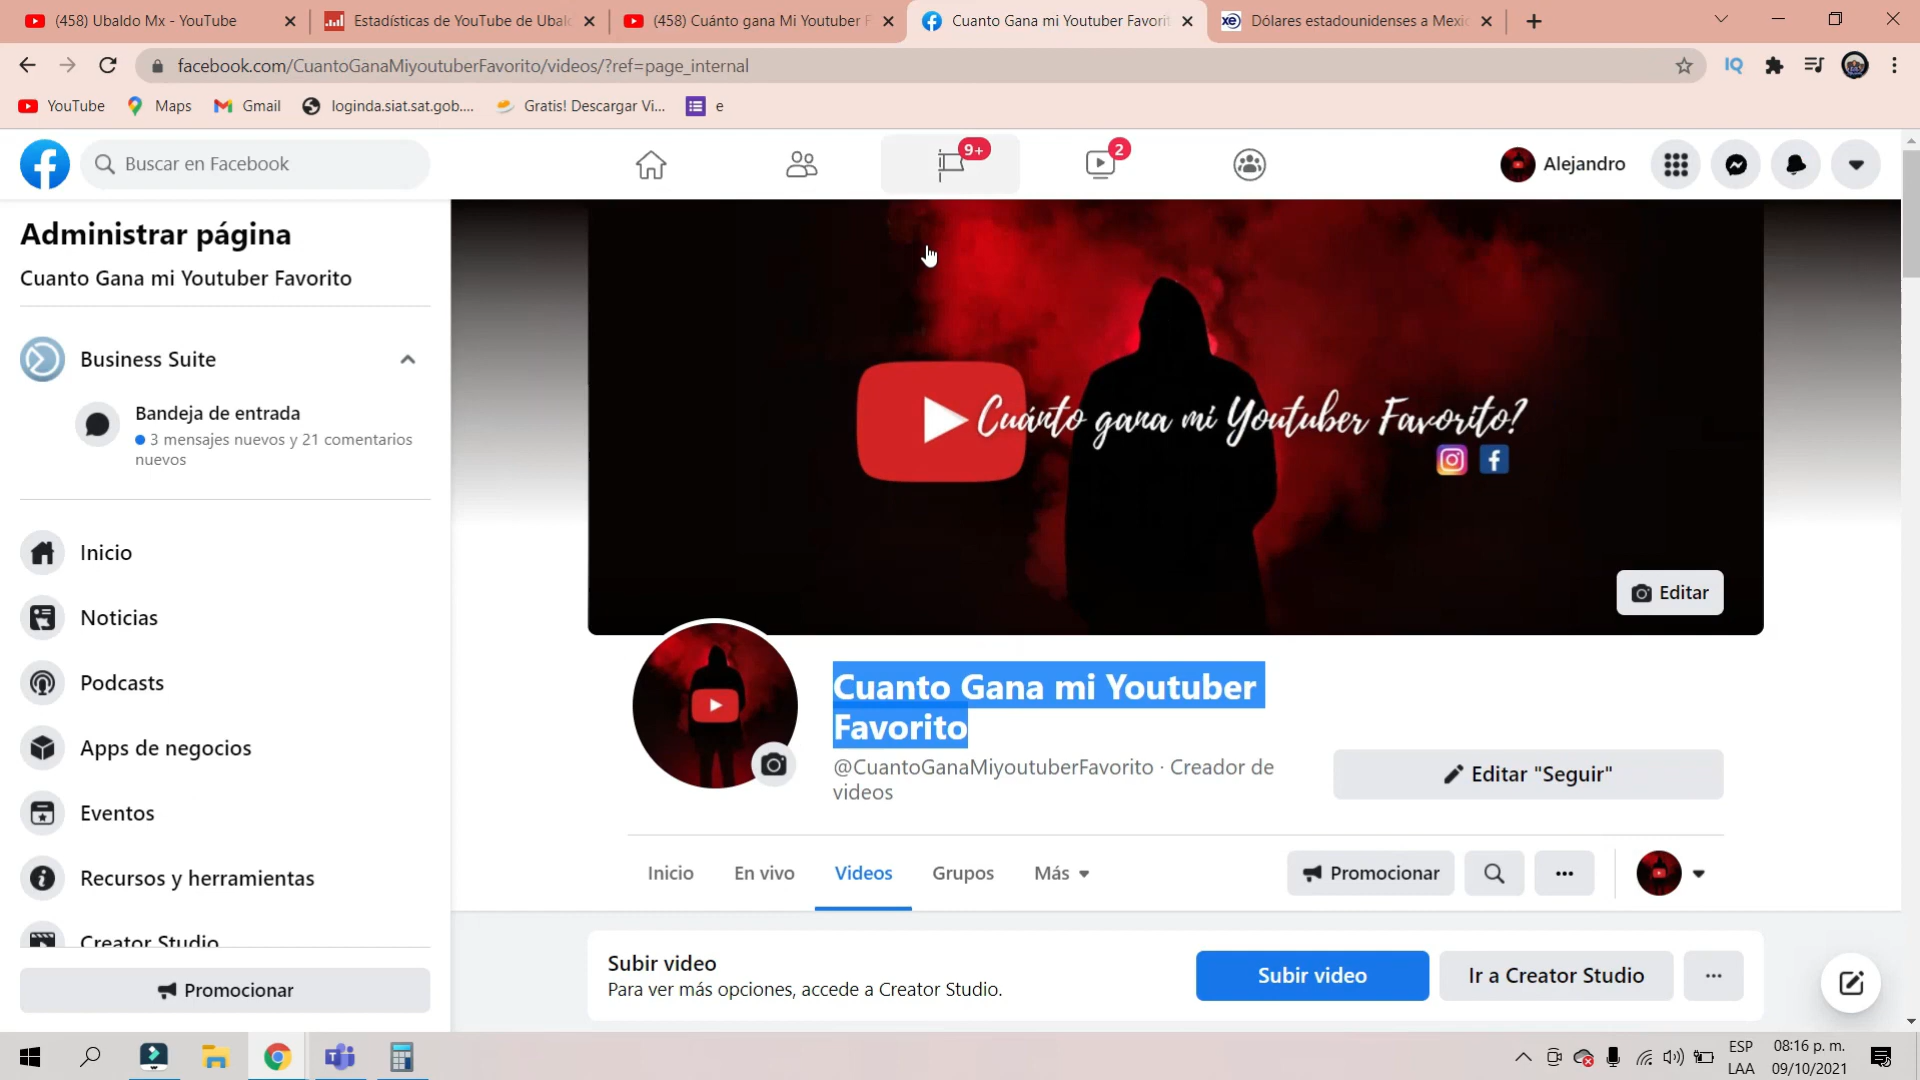 (458) Ubaldo Mx - YouTube
Estadísticas de YouTube de Ubald
(458) Cuánto gana Mi Youtuber F
Cuanto Gana mi Youtuber Favorit
Dólares estadounidenses a Mexic
facebook.com/CuantoGanaMiyoutuberFavorito/videos/?ref=page_internal
YouTube
Maps
Gmail
loginda.siat.sat.gob....
Gratis! Descargar Vi...
e
Buscar en Facebook
9+
2
Alejandro
Administrar página
Cuanto Gana mi Youtuber Favorito
Business Suite
Bandeja de entrada
3 mensajes nuevos y 21 comentarios
nuevos
Inicio
Noticias
Podcasts
Apps de negocios
Eventos
Recursos y herramientas
Creator Studio
Promocionar
Cuánto gana mi Youtuber Favorito?
Editar
Cuanto Gana mi Youtuber
Favorito
@CuantoGanaMiyoutuberFavorito · Creador de
videos
Editar "Seguir"
Inicio
En vivo
Videos
Grupos
Más
Promocionar
Subir video
Para ver más opciones, accede a Creator Studio.
Subir video
Ir a Creator Studio
ESP
LAA
08:16 p. m.
09/10/2021